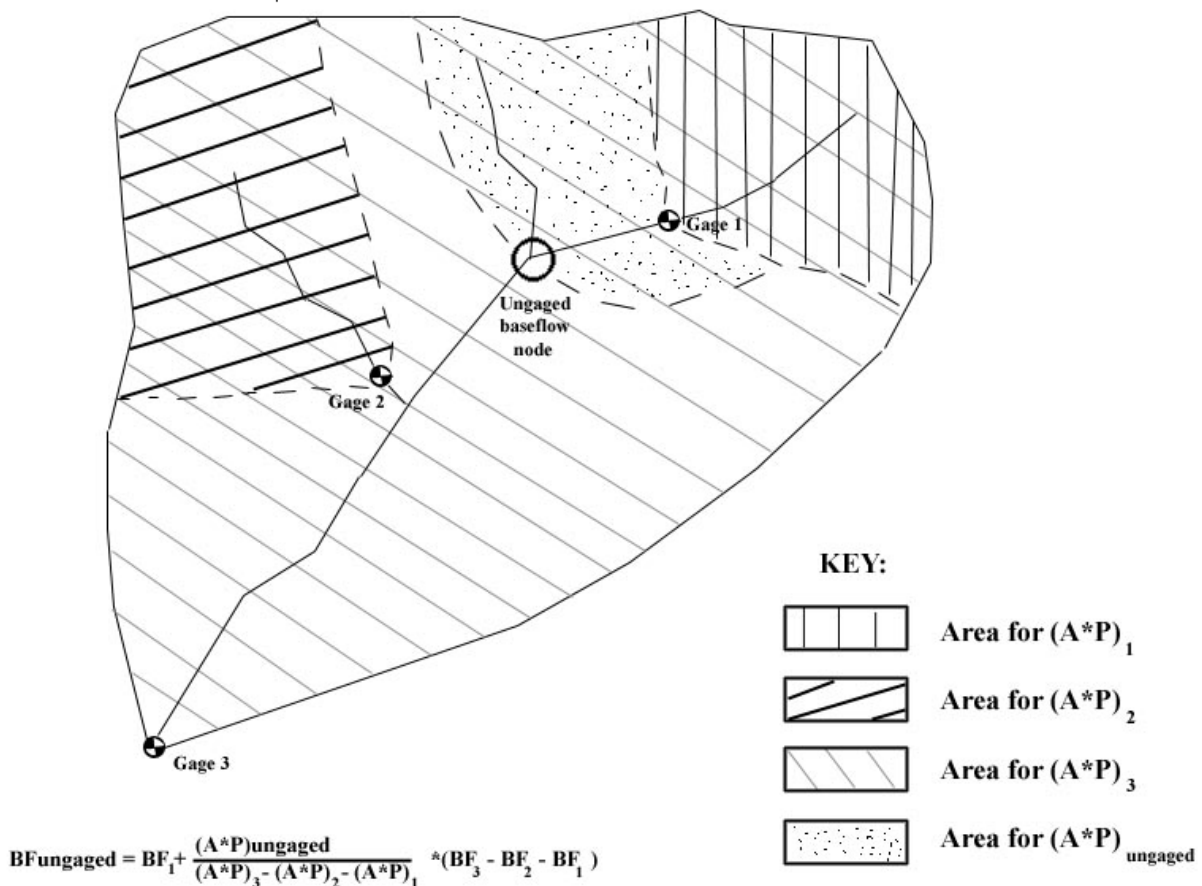 Gage 1
Ungaged
baseflow
node
Gage 2
Gage 3
KEY:
Area for (A*P) 1
Area for (A*P) 2
Area for (A*P) 3
Area for (A*P) ungaged
BFungaged = BF1+ (A*P)ungaged / (A*P)3- (A*P)2- (A*P)1 *(BF3 - BF2 - BF1 )